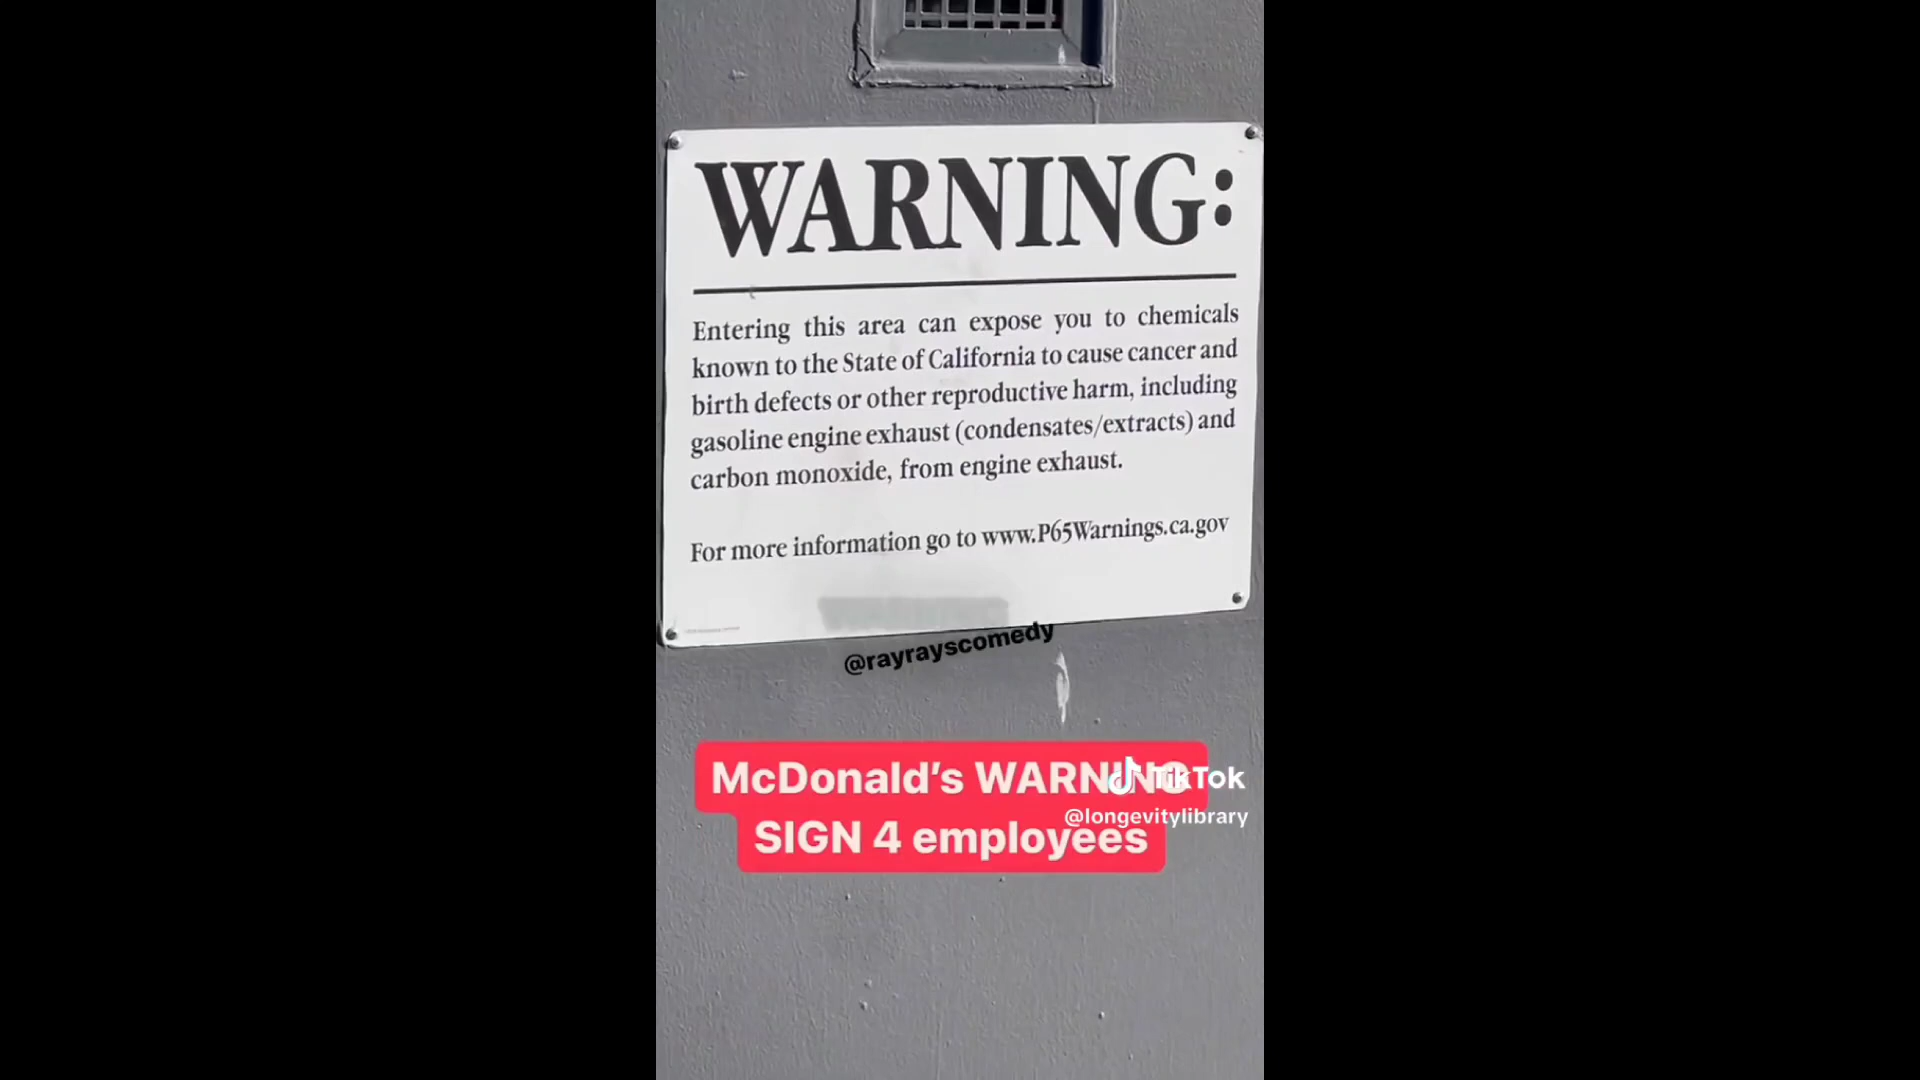 WARNING:
Entering this area can expose you to chemicals
known to the State of California to cause cancer and
birth defects or other reproductive harm, including
gasoline engine exhaust (condensates/extracts) and
carbon monoxide, from engine exhaust.
For more information go to www.P65Warnings.ca.gov
@rayrayscomedy
McDonald's WARNING
TikTok
@longevitylibrary
SIGN 4 employees